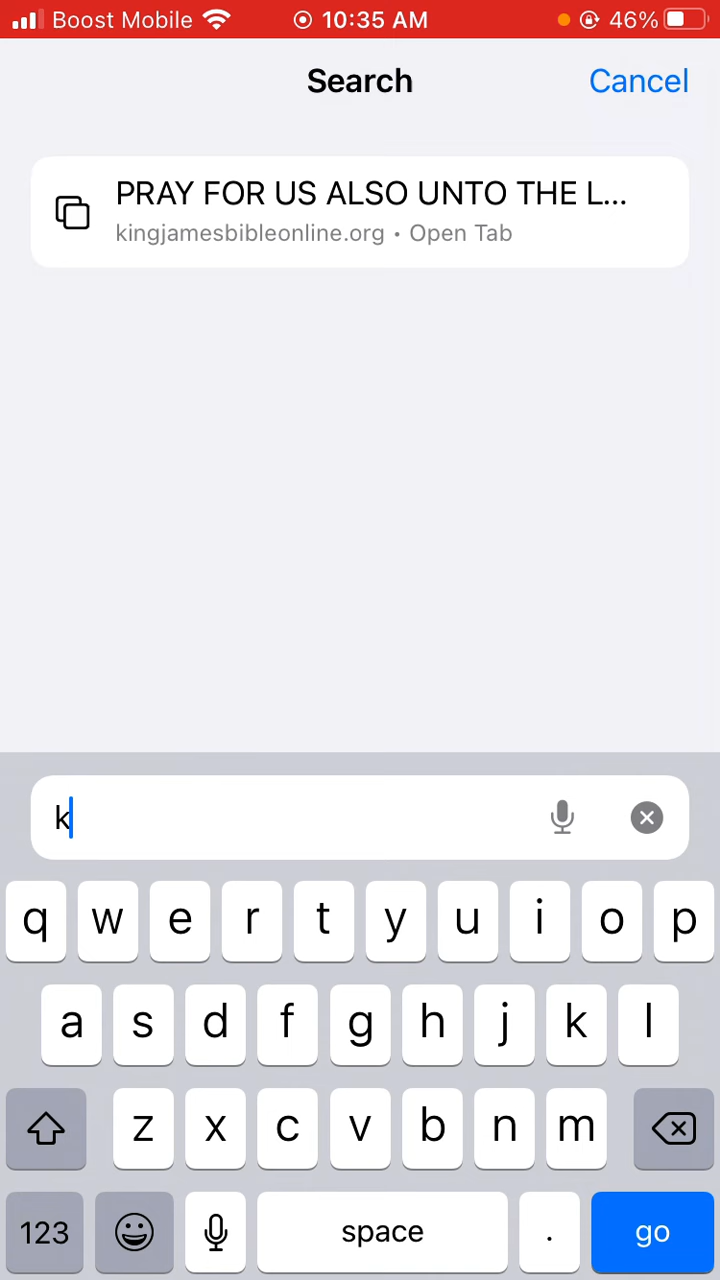 Boost Mobile 10:35 AM 46%
Search Cancel
PRAY FOR US ALSO UNTO THE L...
kingjamesbibleonline.org • Open Tab
k
q w e r t y u i o p
a s d f g h j k l
z x c v b n m
123 space . go